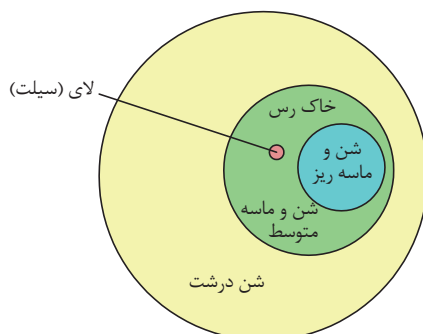 لای (سیلت)
خاک رس
شن و
ماسه ریز
شن و ماسه
متوسط
شن درشت